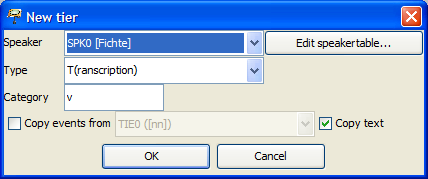 New tier
Speaker SPK0 [Fichte] Edit speakertable...
Type T(ranscription)
Category v
Copy events from TIE0 ([nn]) Copy text
OK Cancel